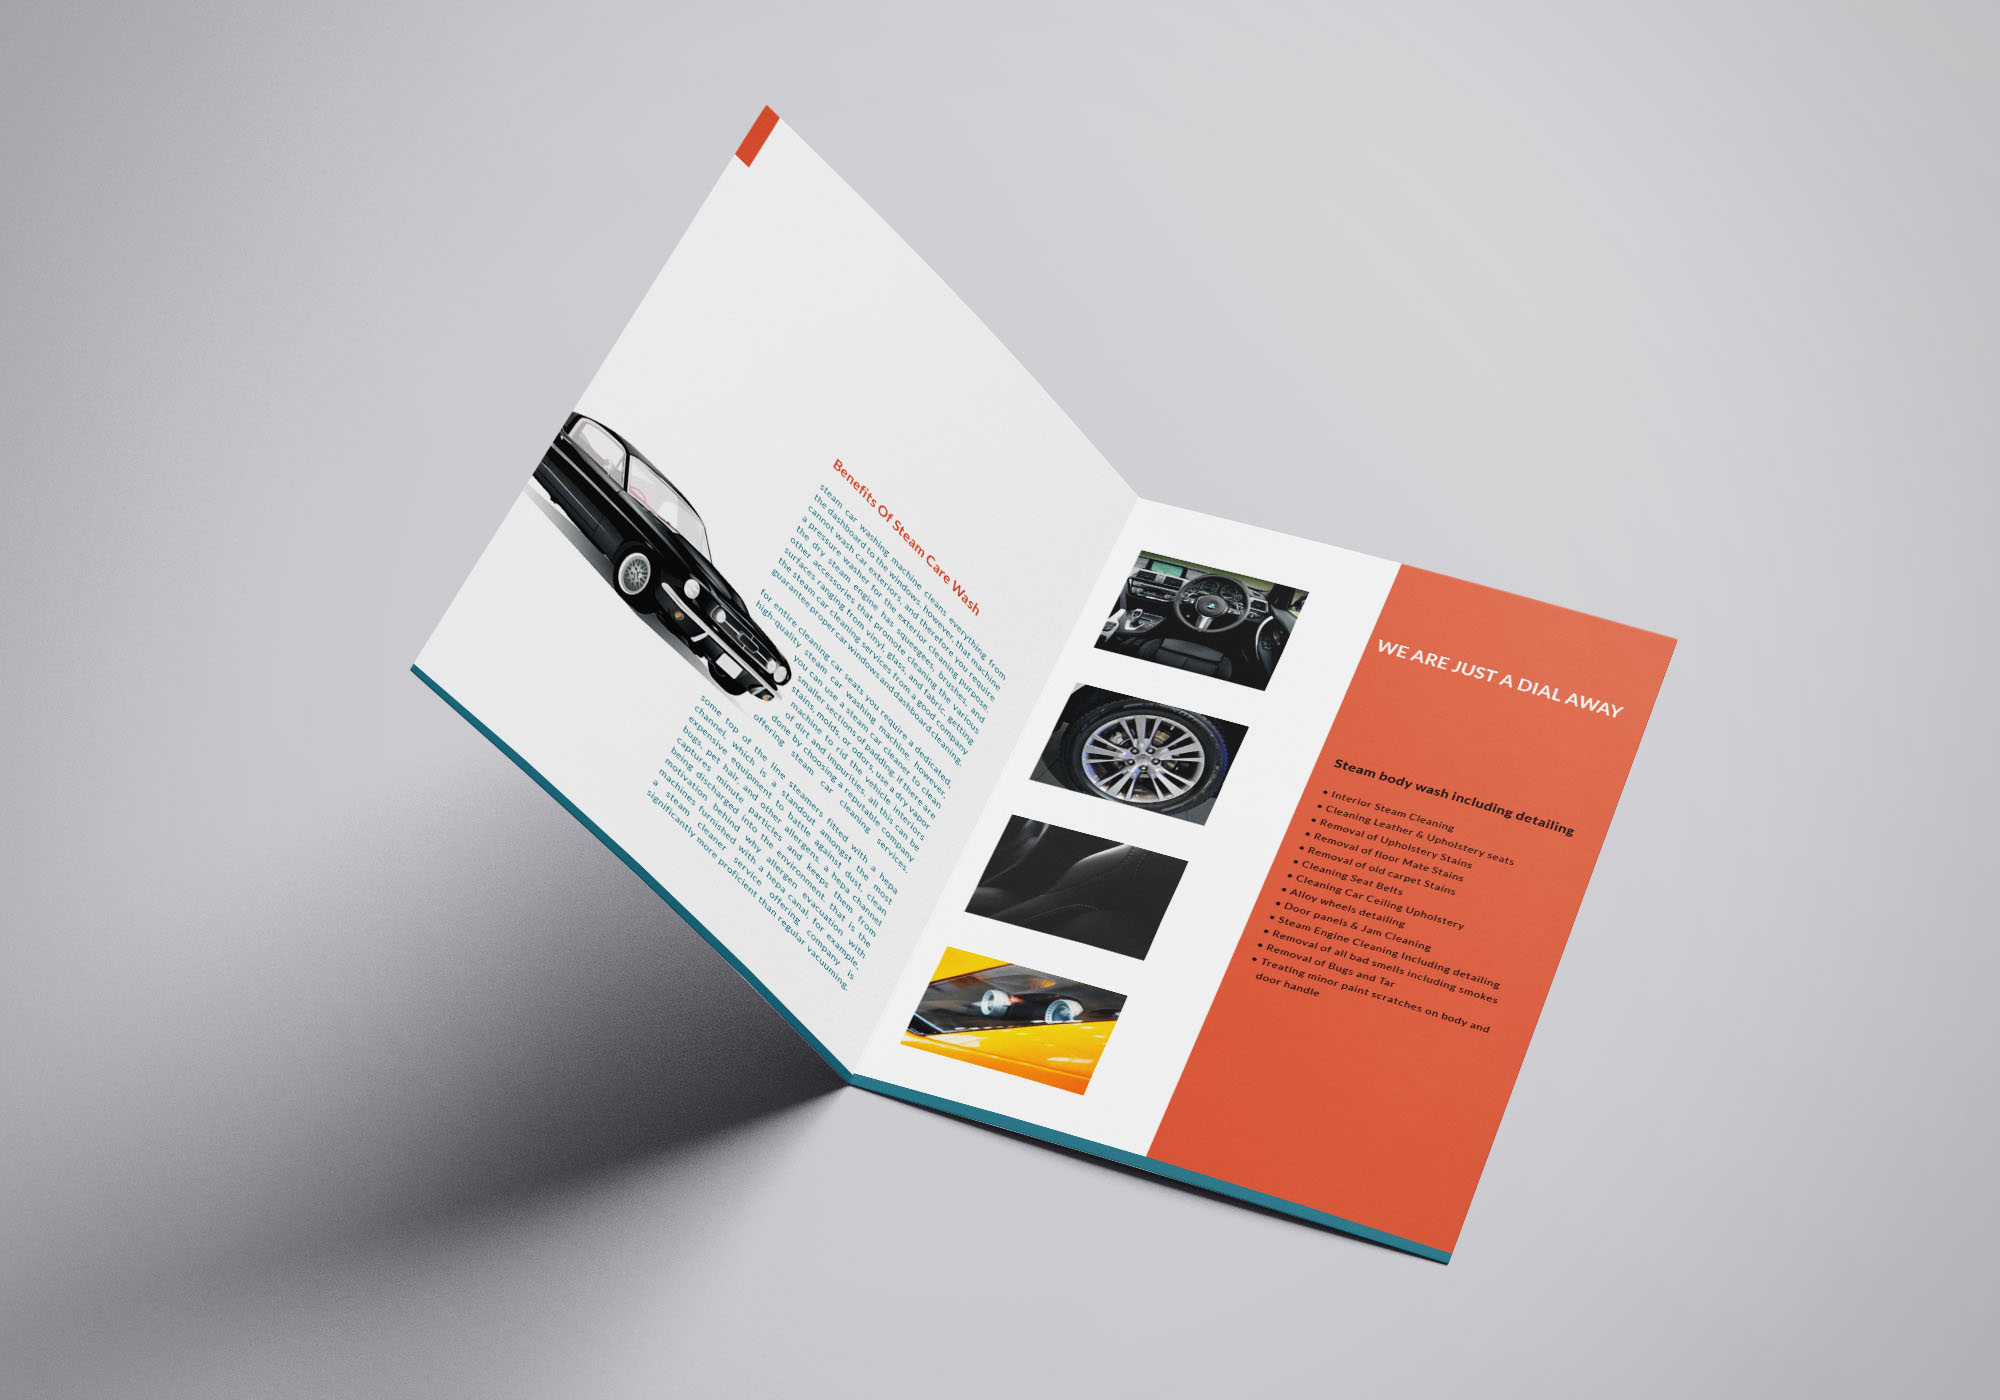 Benefits Of Steam Care Wash
steam car washing machine cleans everything from
the dashboard to the windows, however, that machine
cannot wash car exteriors, and therefore you require
a pressure washer for the exterior cleaning purpose.
the dry steam engine has squeegees, brushes, and
other accessories that promote cleaning the various
surfaces ranging from vinyl, glass, and fabric. getting
the steam car cleaning services from a good company
guarantee proper car windows and dashboard cleaning.
for entire cleaning car seats you require a dedicated,
high-quality steam car washing machine. however,
you can use a steam car cleaner to clean
smaller sections of padding. if there are
stains, molds, or odors, use a dry vapor
machine to rid the vehicle interiors
of dirt and impurities. all this can be
done by choosing a reputable company
offering steam car cleaning services.
some top of the line steamers fitted with a hepa
channel, which is a standout amongst the most
expensive equipment to battle against dust, clean
bugs, pet hair, and other allergens. a hepa channel
captures minute particles and keeps them from
being discharged into the environment. that is the
motivation behind why allergen evacuation with
machines furnished with a hepa canal, for example,
a steam cleaner service offering company is
significantly more proficient than regular vacuuming.
WE ARE JUST A DIAL AWAY
Steam body wash including detailing
• Interior Steam Cleaning
• Cleaning Leather & Upholstery seats
• Removal of Upholstery Stains
• Removal of floor Mate Stains
• Removal of old carpet Stains
• Cleaning Seat Belts
• Cleaning Car Ceiling Upholstery
• Alloy wheels detailing
• Door panels & Jam Cleaning
• Steam Engine Cleaning Including detailing
• Removal of all bad smells including smokes
• Removal of Bugs and Tar
• Treating minor paint scratches on body and
door handle